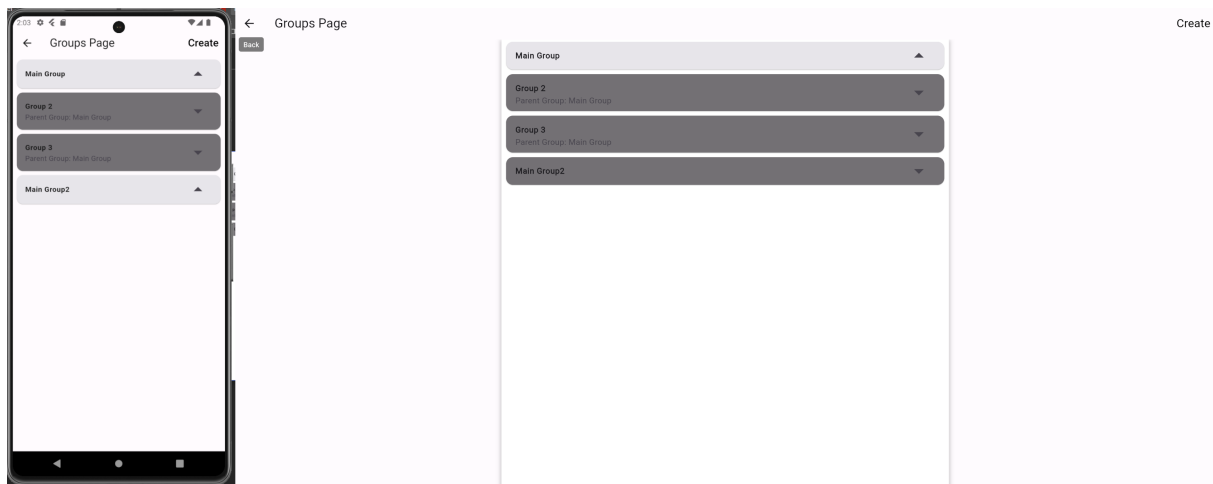 2:03
Groups Page
Create
Main Group
Group 2
Parent Group: Main Group
Group 3
Parent Group: Main Group
Main Group2
Groups Page
Create
Back
Main Group
Group 2
Parent Group: Main Group
Group 3
Parent Group: Main Group
Main Group2